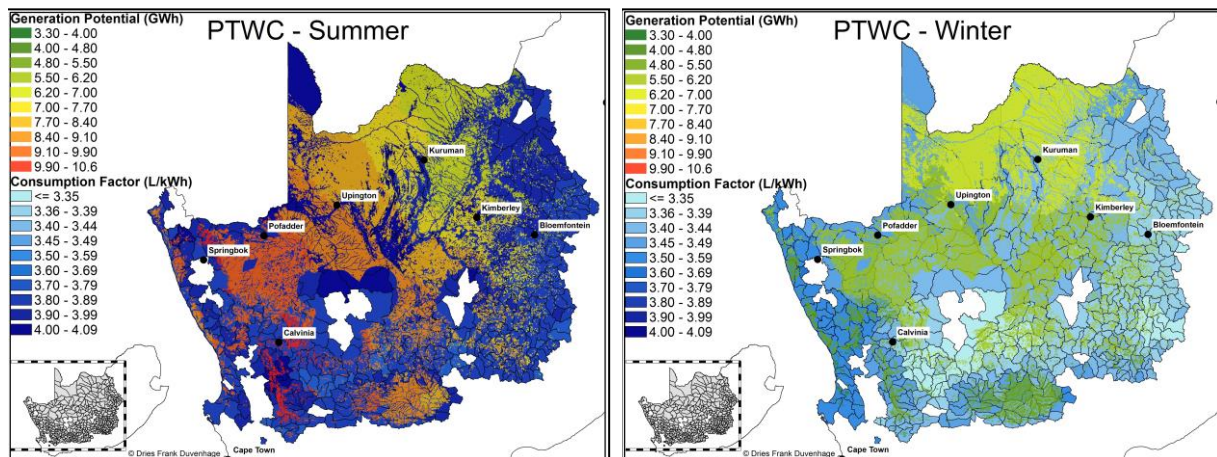 PTWC - Summer
Generation Potential (GWh)
3.30 - 4.00
4.00 - 4.80
4.80 - 5.50
5.50 - 6.20
6.20 - 7.00
7.00 - 7.70
7.70 - 8.40
8.40 - 9.10
9.10 - 9.90
9.90 - 10.6
Consumption Factor (L/kWh)
<= 3.35
3.36 - 3.39
3.40 - 3.44
3.45 - 3.49
3.50 - 3.59
3.60 - 3.69
3.70 - 3.79
3.80 - 3.89
3.90 - 3.99
4.00 - 4.09
Kuruman
Upington
Kimberley
Pofadder
Bloemfontein
Springbok
Calvinia
Cape Town
© Dries Frank Duvenhage
PTWC - Winter
Generation Potential (GWh)
3.30 - 4.00
4.00 - 4.80
4.80 - 5.50
5.50 - 6.20
6.20 - 7.00
7.00 - 7.70
7.70 - 8.40
8.40 - 9.10
9.10 - 9.90
9.90 - 10.6
Consumption Factor (L/kWh)
<= 3.35
3.36 - 3.39
3.40 - 3.44
3.45 - 3.49
3.50 - 3.59
3.60 - 3.69
3.70 - 3.79
3.80 - 3.89
3.90 - 3.99
4.00 - 4.09
Kuruman
Upington
Kimberley
Pofadder
Bloemfontein
Springbok
Calvinia
Cape Town
© Dries Frank Duvenhage